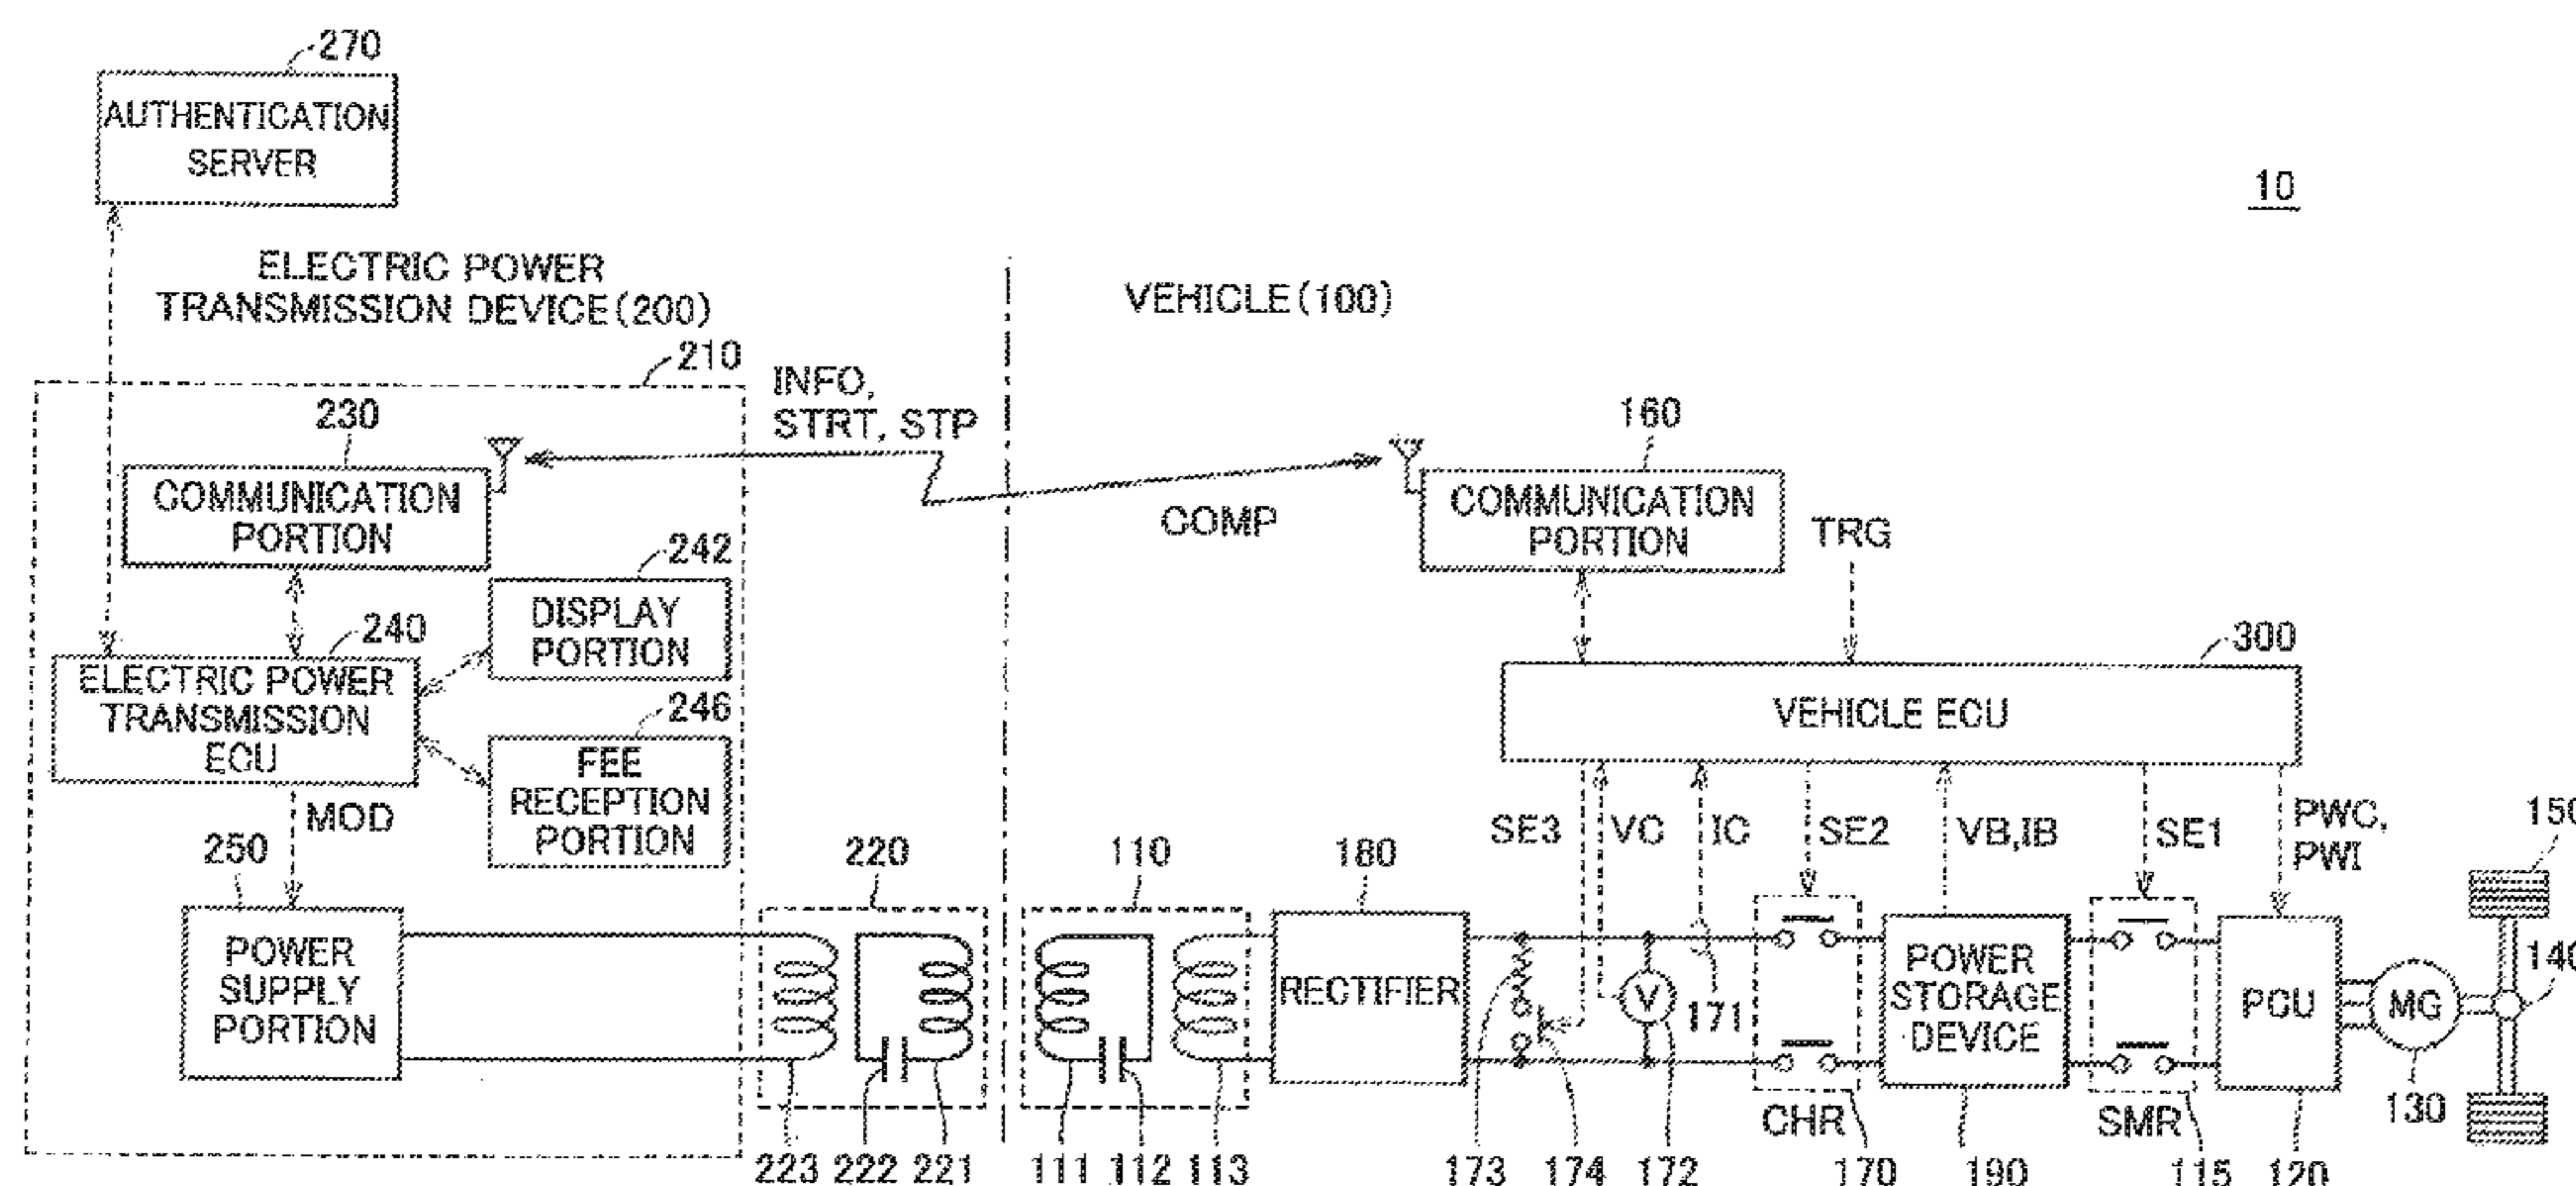 270
AUTHENTICATION
SERVER
10
ELECTRIC POWER
TRANSMISSION DEVICE(200)
VEHICLE(100)
210
INFO,
STRT, STP
230
160
COMMUNICATION
PORTION
COMP
COMMUNICATION
PORTION
TRG
242
DISPLAY
PORTION
240
300
ELECTRIC POWER
TRANSMISSION
ECU
VEHICLE ECU
246
FEE
RECEPTION
PORTION
MOD
SE3
VC
IC
SE2
VB,IB
SE1
PWC,
PWI
150
250
220
110
180
POWER
SUPPLY
PORTION
RECTIFIER
V
171
POWER
STORAGE
DEVICE
PCU
MG
140
130
CHR
SMR
223
222
221
111
112
113
173
174
172
170
190
115
120